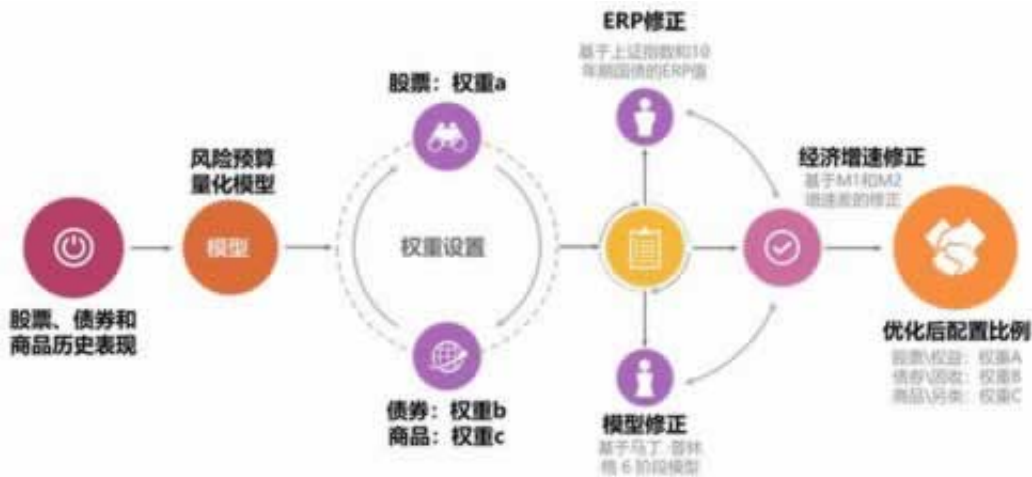 ERP修正
基于上证指数和10
年期国债的ERP值
股票：权重a
风险预算
量化模型
经济增速修正
基于M1和M2
增速差的修正
模型
权重设置
股票、债券和
商品历史表现
优化后配置比例
股票\权益：权重A
债券\固收：权重B
商品\另类：权重C
债券：权重b
商品：权重c
模型修正
基于马丁·普林
格 6 阶段模型